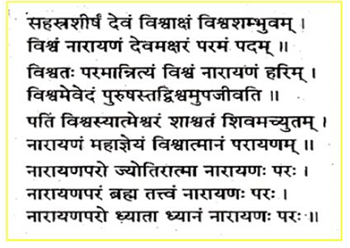 सहस्रशीर्षं देवं विश्वाक्षं विश्वशम्भुवम् ।
विश्वं नारायणं देवमक्षरं परमं पदम् ॥
विश्वतः परमान्नित्यं विश्वं नारायणं हरिम् ।
विश्वमेवेदं पुरुषस्तद्विश्वमुपजीवति ॥
पतिं विश्वस्यात्मेश्वरं शाश्वतं शिवमच्युतम् ।
नारायणं महाज्ञेयं विश्वात्मानं परायणम् ॥
नारायणपरो ज्योतिरात्मा नारायणः परः ।
नारायणपरं ब्रह्म तत्त्वं नारायणः परः ।
नारायणपरो ध्याता ध्यानं नारायणः परः ॥